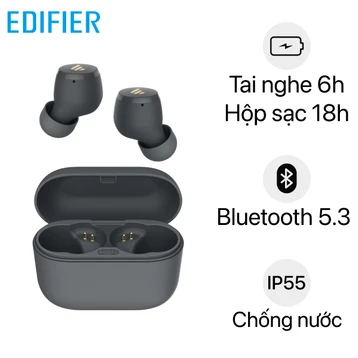 EDIFIER
Tai nghe 6h
Hộp sạc 18h
Bluetooth 5.3
IP55
Chống nước